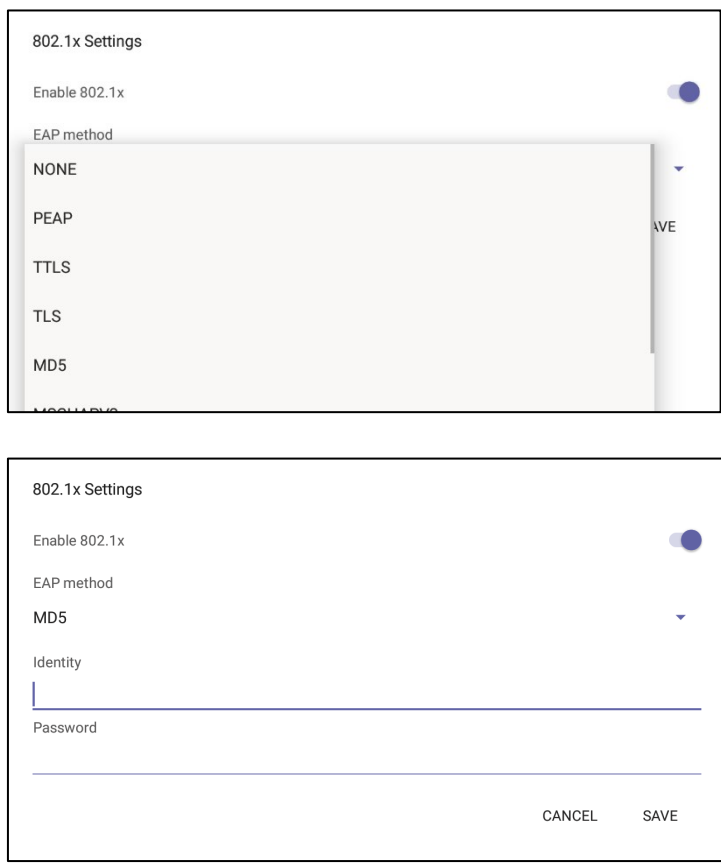 802.1x Settings
Enable 802.1x
EAP method
NONE
PEAP
AVE
TTLS
TLS
MD5
802.1x Settings
Enable 802.1x
EAP method
MD5
Identity
Password
CANCEL SAVE